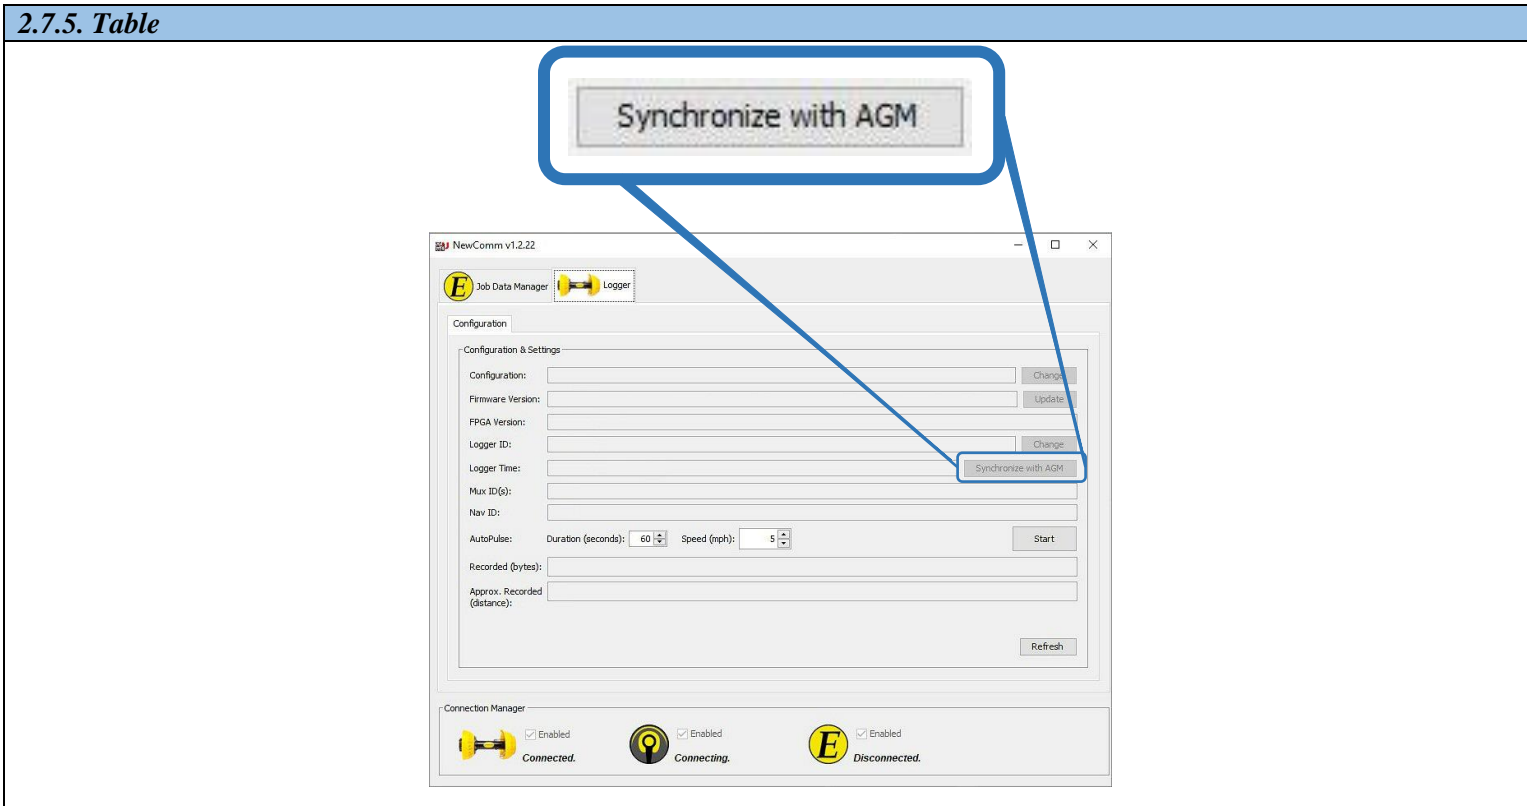 2.7.5. Table
Synchronize with AGM
NewComm v1.2.22
E Job Data Manager Logger
Configuration
Configuration & Settings
Configuration: Change
Firmware Version: Update
FPGA Version:
Logger ID: Change
Logger Time: Synchronize with AGM
Mux ID(s):
Nav ID:
AutoPulse: Duration (seconds): 60 Speed (mph): 5 Start
Recorded (bytes):
Approx. Recorded
(distance):
Refresh
Connection Manager
Enabled Enabled E Enabled
Connected. Connecting. Disconnected.